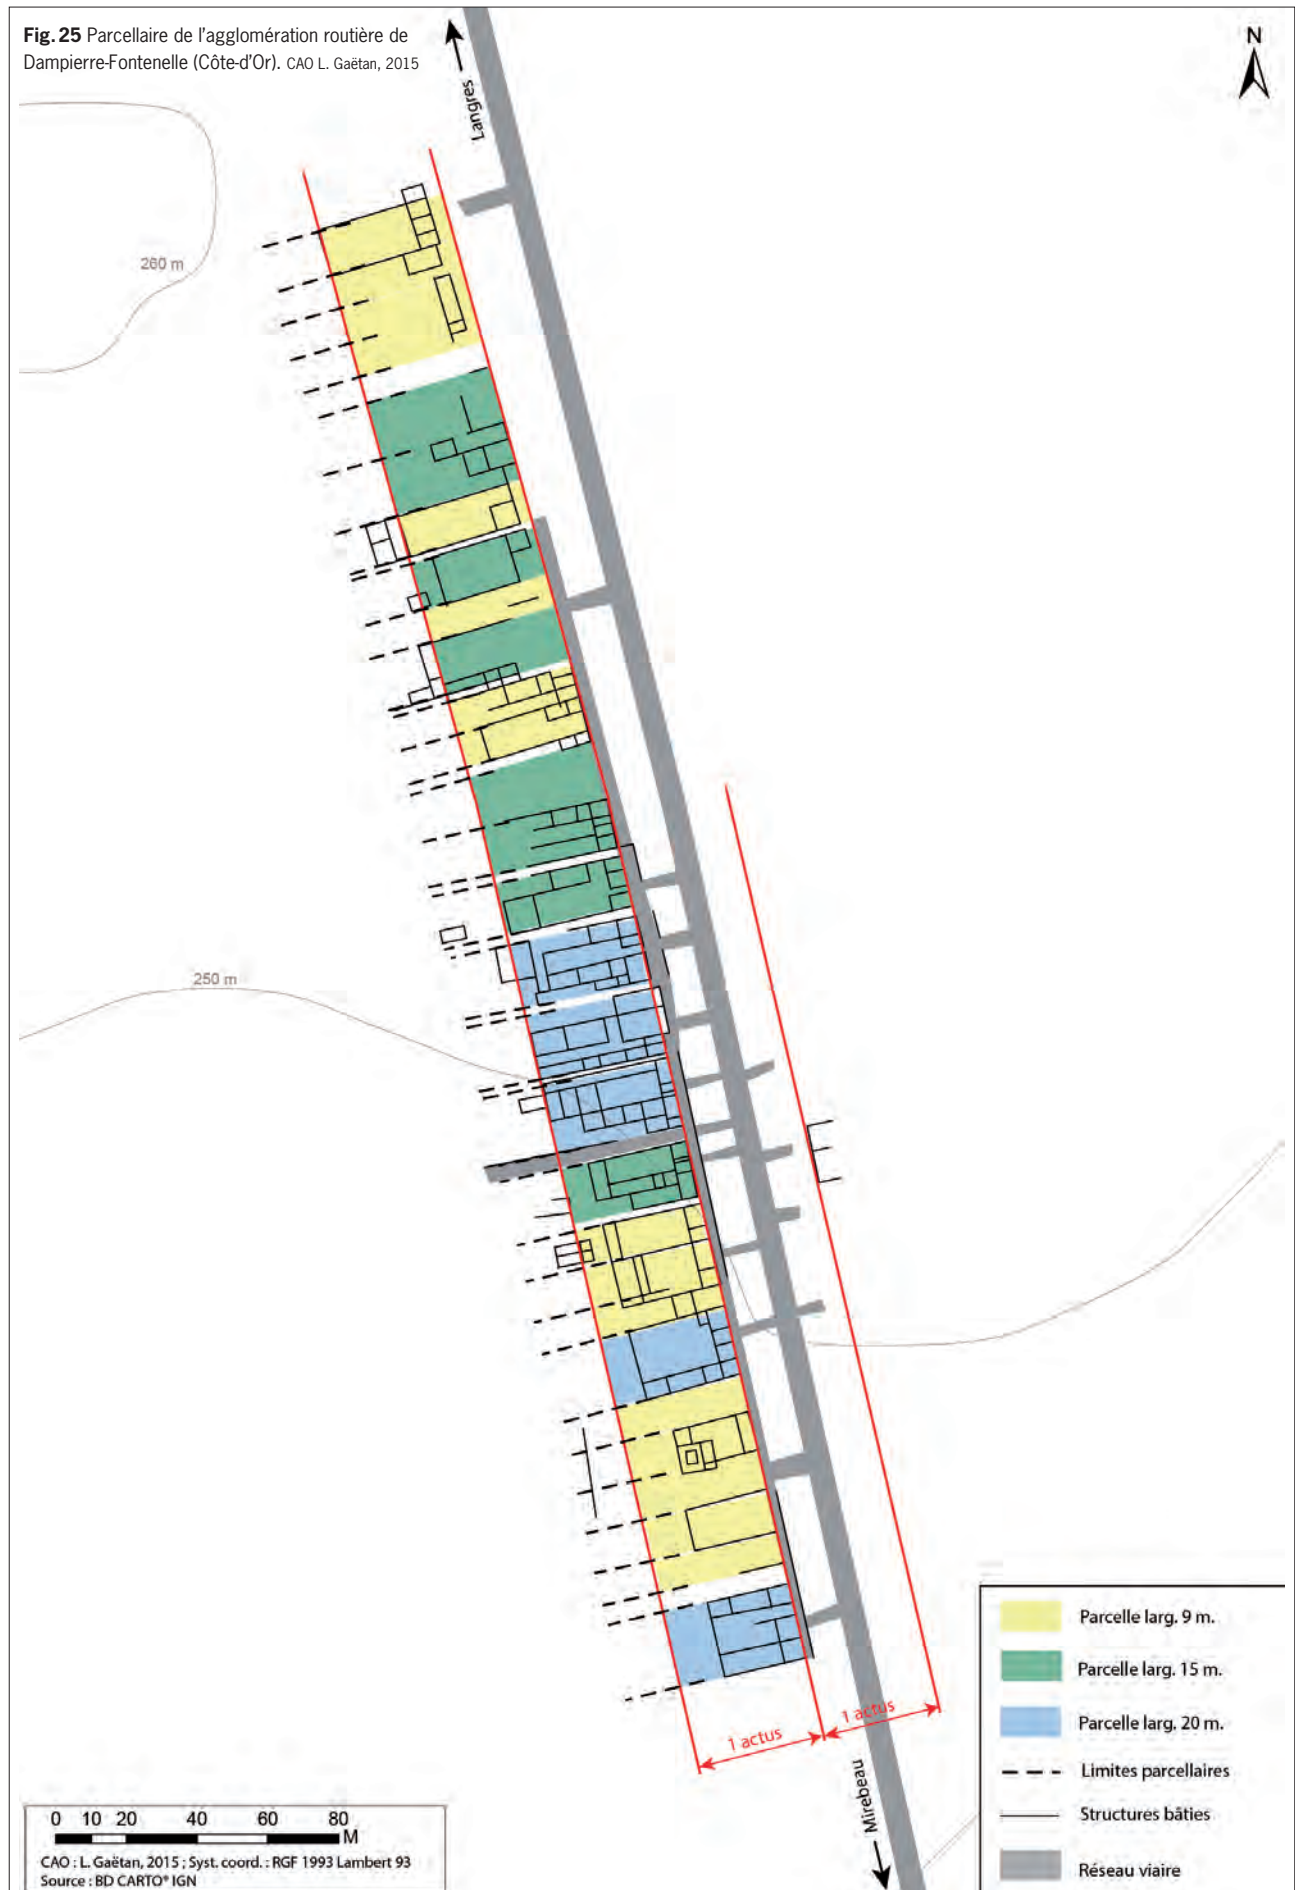 Fig. 25 Parcellaire de l'agglomération routière de
Dampierre-Fontenelle (Côte-d'Or). CAO L. Gaëtan, 2015
N
Langres
260 m
250 m
1 actus
1 actus
Mirebeau
Parcelle larg. 9 m.
Parcelle larg. 15 m.
Parcelle larg. 20 m.
Limites parcellaires
Structures bâties
Réseau viaire
0 10 20 40 60 80
M
CAO : L. Gaëtan, 2015 ; Syst. coord. : RGF 1993 Lambert 93
Source : BD CARTO® IGN